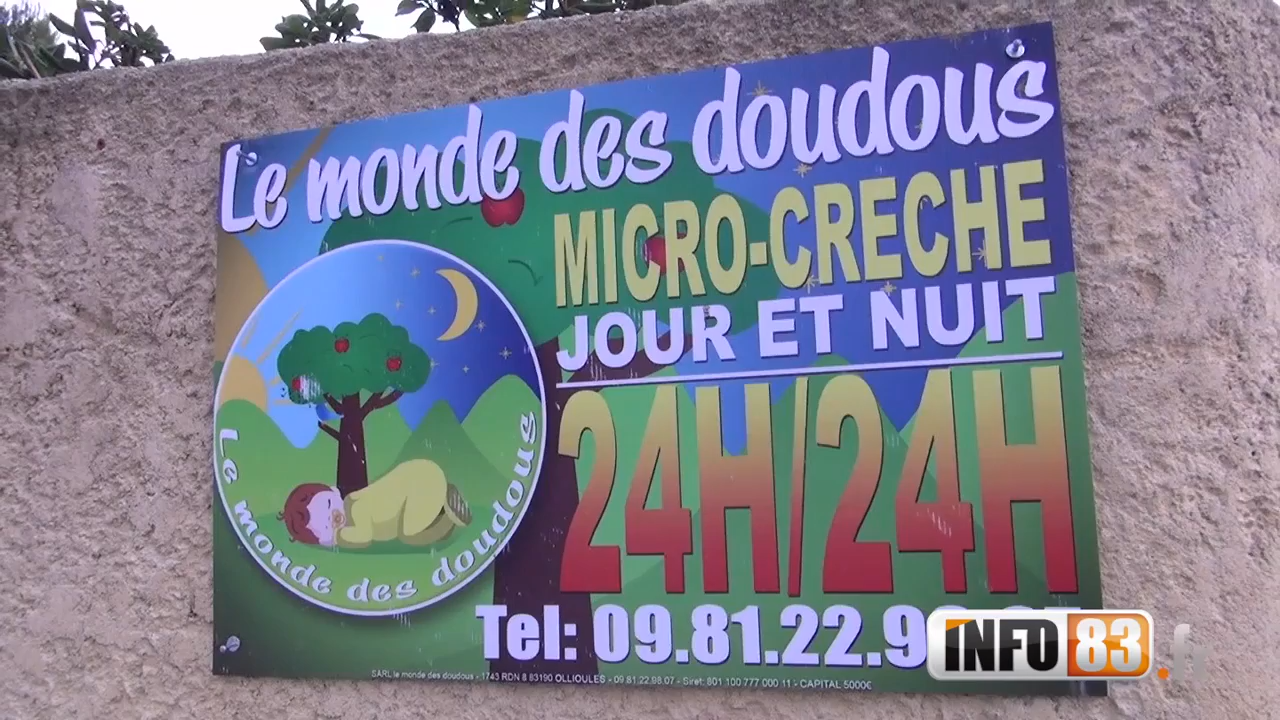 Le monde des doudous
MICRO-CRECHE
JOUR ET NUIT
24H/24H
Le monde des doudous
Tel: 09.81.22.9
INFO 83
SARL le monde des doudous - 1743 RDN 8 83190 OLLIOULES - 09.81.22.98.07 - Siret: 801 100 777 000 11 - CAPITAL 5000€